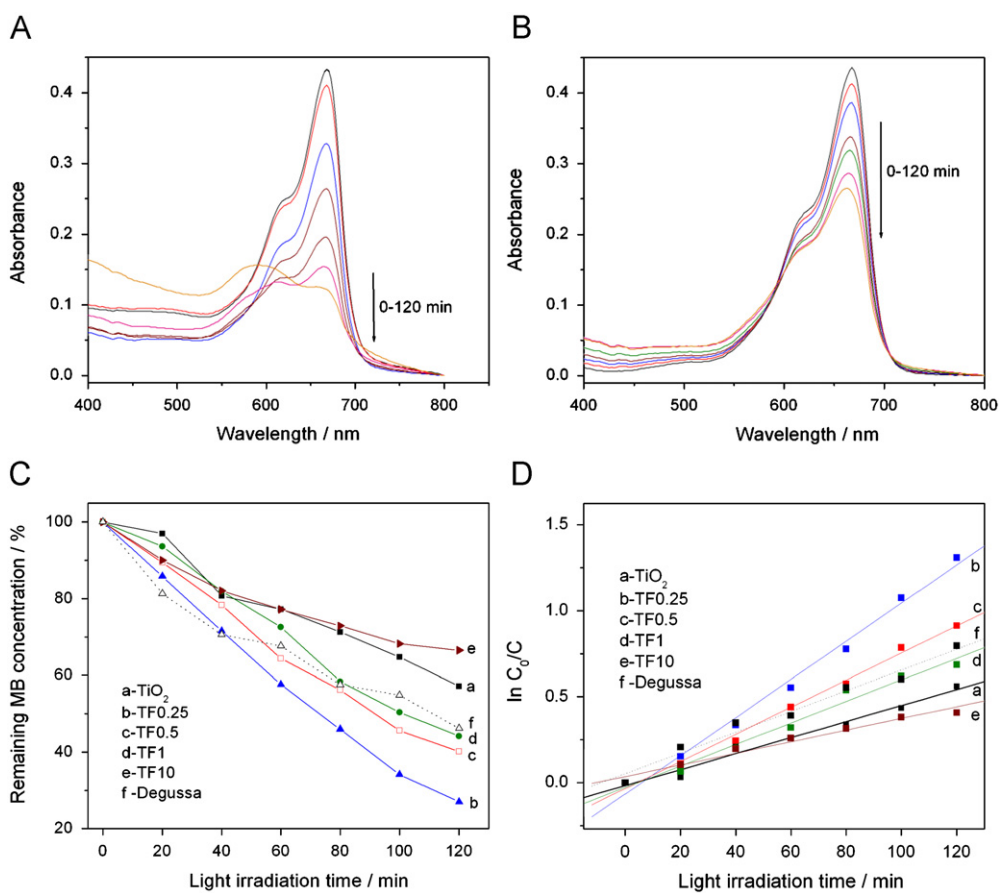 A
0.4
0.3
0.2
0.1
0.0
Absorbance
0-120 min
400 500 600 700 800
Wavelength / nm
B
0.4
0.3
0.2
0.1
0.0
Absorbance
0-120 min
400 500 600 700 800
Wavelength / nm
C
100
80
60
40
20
Remaining MB concentration / %
a-TiO₂
b-TF0.25
c-TF0.5
d-TF1
e-TF10
f -Degussa
e
a
f
d
c
b
0 20 40 60 80 100 120
Light irradiation time / min
D
1.5
1.0
0.5
0.0
ln C₀/C
a-TiO₂
b-TF0.25
c-TF0.5
d-TF1
e-TF10
f-Degussa
b
c
f
d
a
e
0 20 40 60 80 100 120
Light irradiation time / min